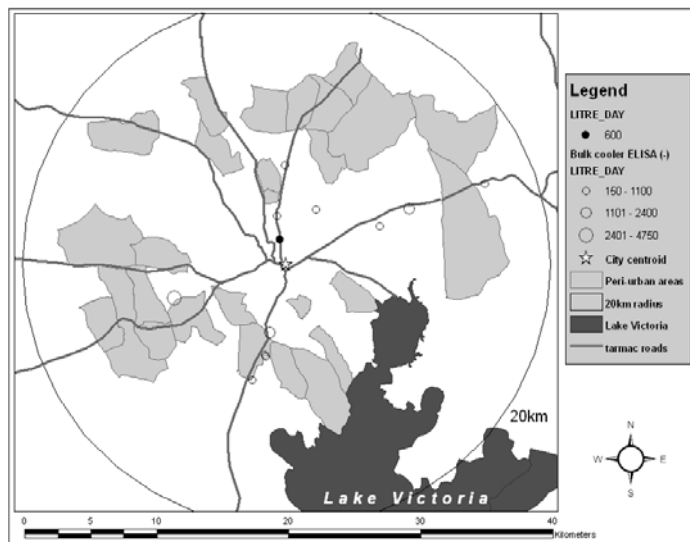 20km
Lake Victoria
Legend
LITRE_DAY
600
Bulk cooler ELISA (-)
LITRE_DAY
150 - 1100
1101 - 2400
2401 - 4750
City centroid
Peri-urban areas
20km radius
Lake Victoria
tarmac roads
N
W E
S
0 5 10 20 30 40
Kilometers